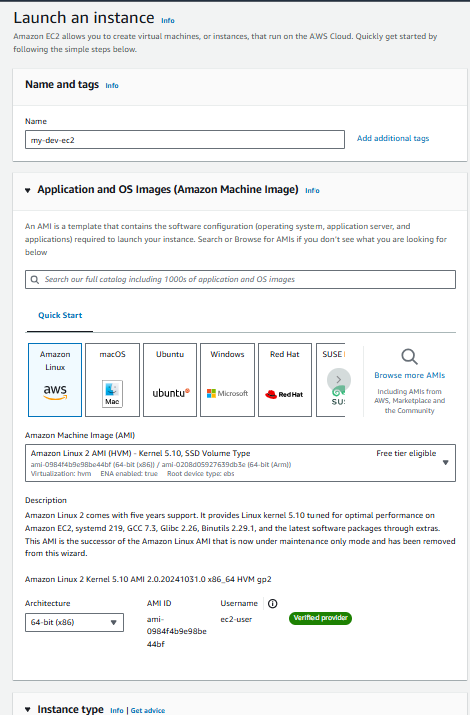 Launch an instance Info
Amazon EC2 allows you to create virtual machines, or instances, that run on the AWS Cloud. Quickly get started by
following the simple steps below.
Name and tags Info
Name
my-dev-ec2
Add additional tags
Application and OS Images (Amazon Machine Image) Info
An AMI is a template that contains the software configuration (operating system, application server, and
applications) required to launch your instance. Search or Browse for AMIs if you don't see what you are looking for
below
Search our full catalog including 1000s of application and OS images
Quick Start
Amazon
Linux
aws
macOS
Mac
Ubuntu
ubuntu
Windows
Microsoft
Red Hat
Red Hat
SUSE
SUS
Browse more AMIs
Including AMIs from
AWS, Marketplace and
the Community
Amazon Machine Image (AMI)
Amazon Linux 2 AMI (HVM) - Kernel 5.10, SSD Volume Type
Free tier eligible
ami-0984f4b9e98be44bf (64-bit (x86)) / ami-0208d05927639db3e (64-bit (Arm))
Virtualization: hvm ENA enabled: true Root device type: ebs
Description
Amazon Linux 2 comes with five years support. It provides Linux kernel 5.10 tuned for optimal performance on
Amazon EC2, systemd 219, GCC 7.3, Glibc 2.26, Binutils 2.29.1, and the latest software packages through extras.
This AMI is the successor of the Amazon Linux AMI that is now under maintenance only mode and has been removed
from this wizard.
Amazon Linux 2 Kernel 5.10 AMI 2.0.20241031.0 x86_64 HVM gp2
Architecture
64-bit (x86)
AMI ID
ami-
0984f4b9e98be
44bf
Username
ec2-user
Verified provider
Instance type Info | Get advice